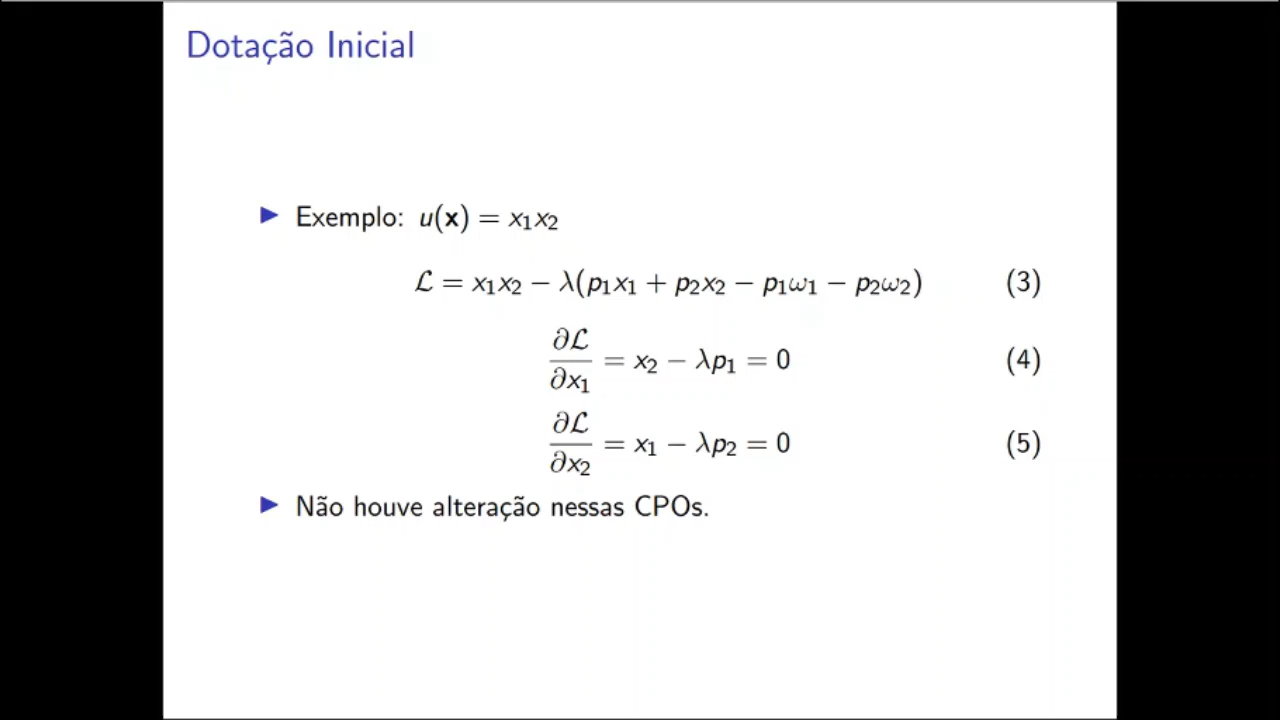 Dotação Inicial
▶ Exemplo: u(x) = x₁x₂
ℒ = x₁x₂ − λ(p₁x₁ + p₂x₂ − p₁ω₁ − p₂ω₂) (3)
∂ℒ/∂x₁ = x₂ − λp₁ = 0 (4)
∂ℒ/∂x₂ = x₁ − λp₂ = 0 (5)
▶ Não houve alteração nessas CPOs.